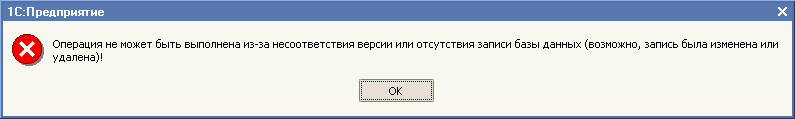 1С:Предприятие
Операция не может быть выполнена из-за несоответствия версии или отсутствия записи базы данных (возможно, запись была изменена или
удалена)!
OK